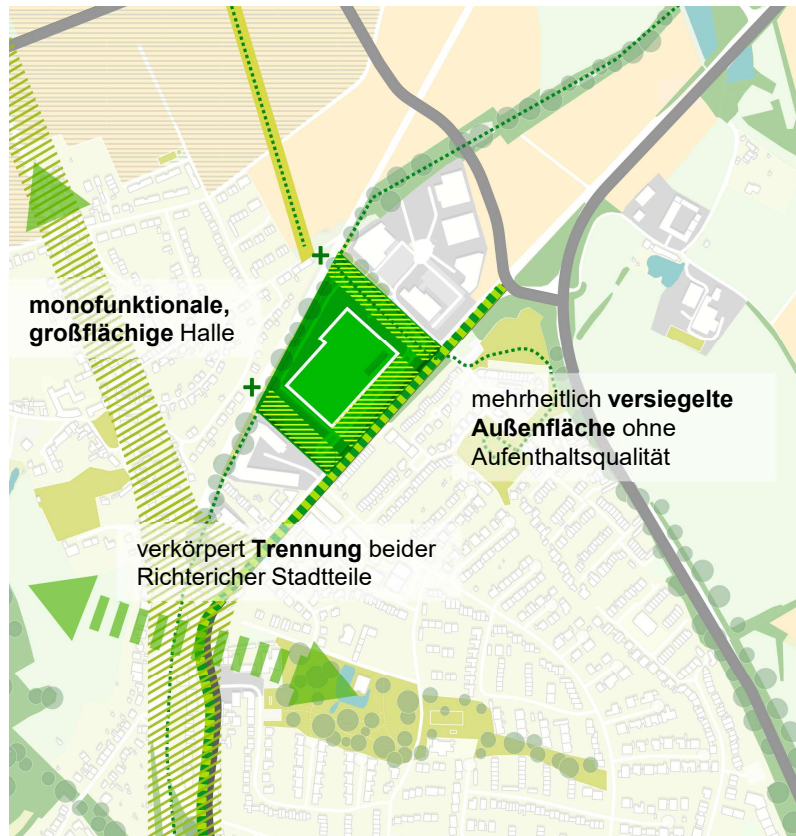 monofunktionale,
großflächige Halle
mehrheitlich versiegelte
Außenfläche ohne
Aufenthaltsqualität
verkörpert Trennung beider
Richtericher Stadtteile